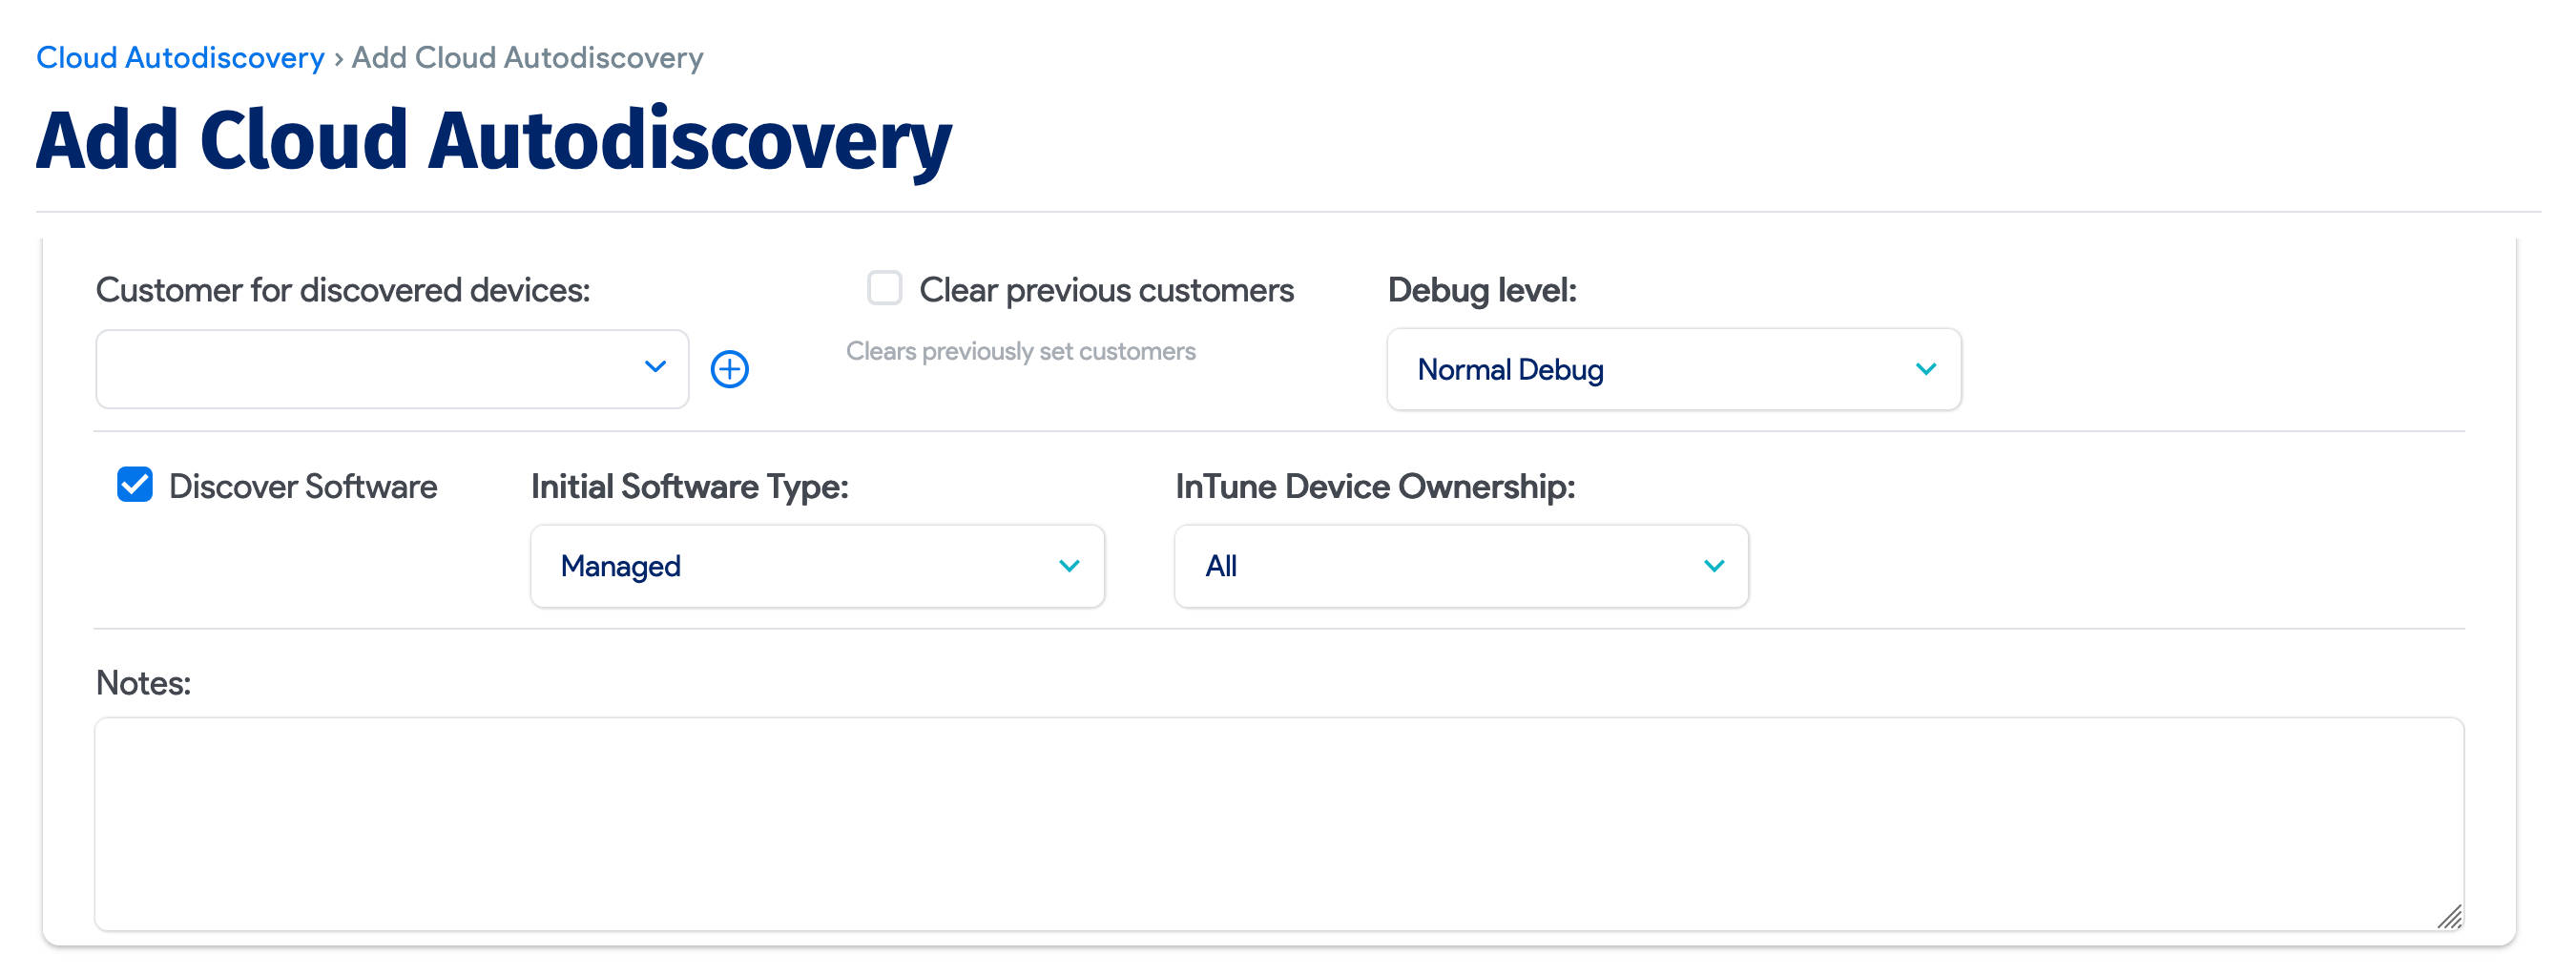 Cloud Autodiscovery › Add Cloud Autodiscovery
Add Cloud Autodiscovery
Customer for discovered devices:
Clear previous customers
Clears previously set customers
Debug level:
Normal Debug
Discover Software
Initial Software Type:
Managed
InTune Device Ownership:
All
Notes: